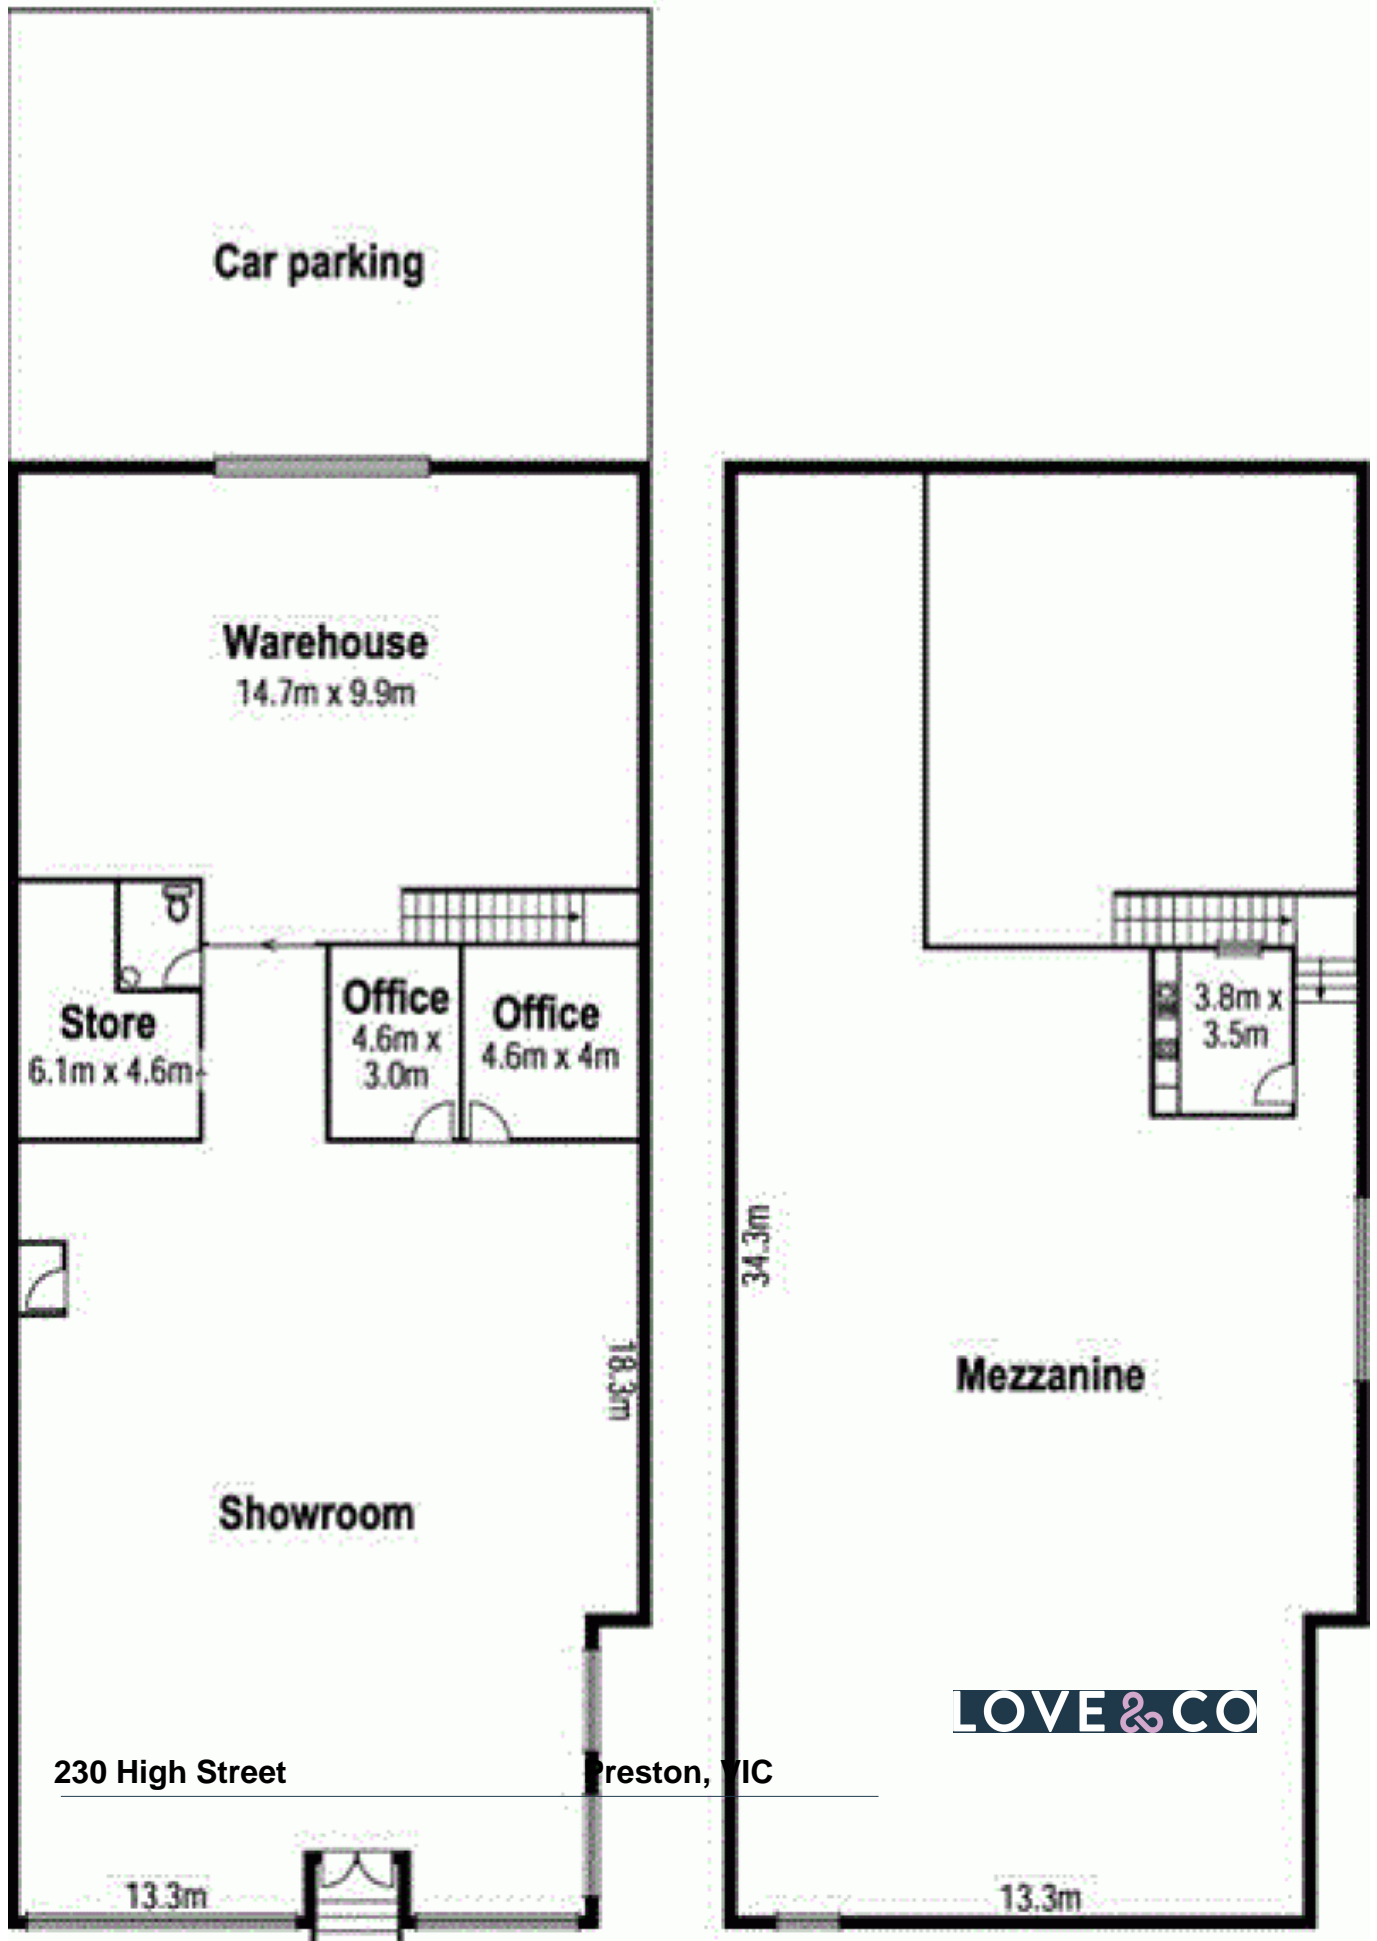 Car parking
Warehouse
14.7m x 9.9m
Store
6.1m x 4.6m
Office
4.6m x
3.0m
Office
4.6m x 4m
18.3m
Showroom
13.3m
3.8m x
3.5m
34.3m
Mezzanine
LOVE & CO
13.3m
230 High Street Preston, VIC